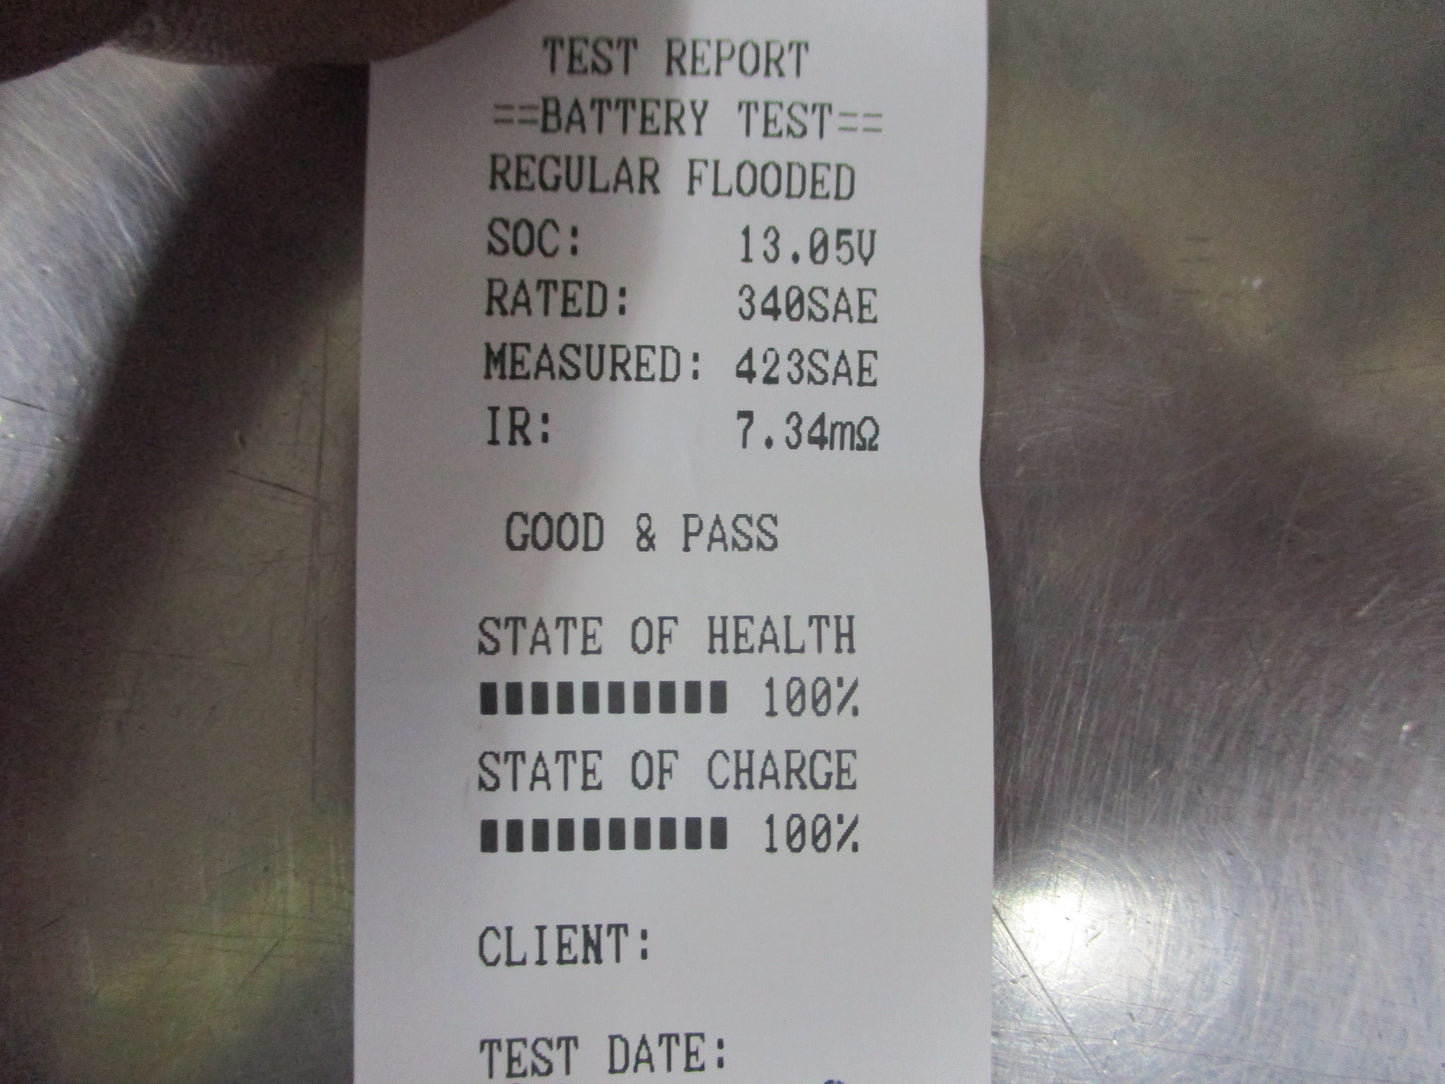 TEST REPORT
==BATTERY TEST==
REGULAR FLOODED
SOC: 13.05V
RATED: 340SAE
MEASURED: 423SAE
IR: 7.34mΩ
GOOD & PASS
STATE OF HEALTH
100%
STATE OF CHARGE
100%
CLIENT:
TEST DATE: